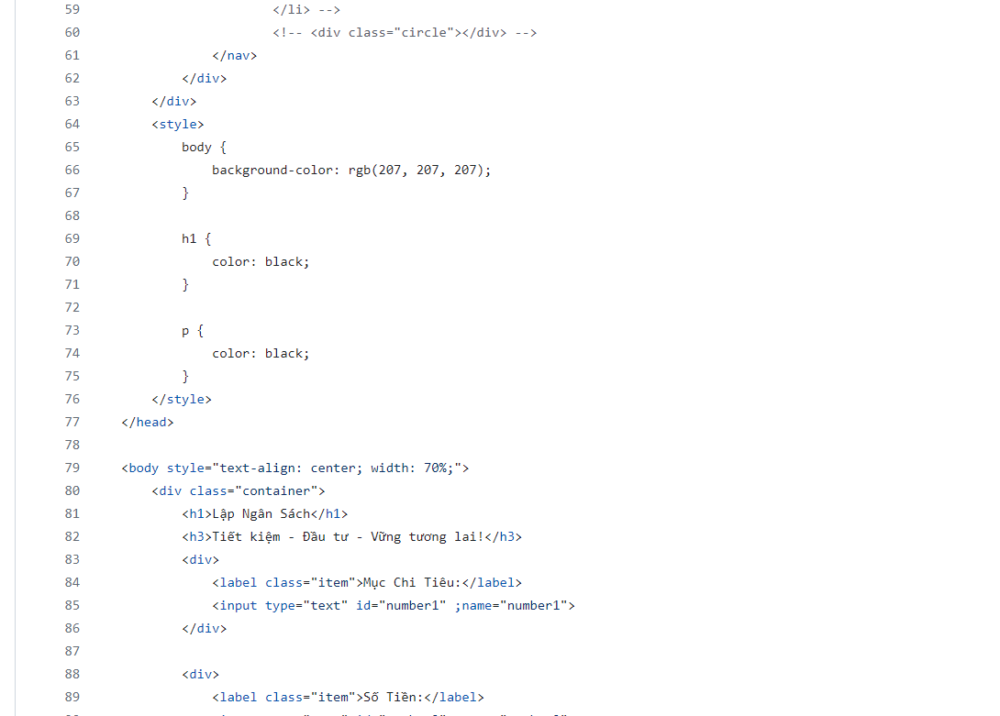 59 </li> -->
60 <!-- <div class="circle"></div> -->
61 </nav>
62 </div>
63 </div>
64 <style>
65 body {
66 background-color: rgb(207, 207, 207);
67 }
68
69 h1 {
70 color: black;
71 }
72
73 p {
74 color: black;
75 }
76 </style>
77 </head>
78
79 <body style="text-align: center; width: 70%;">
80 <div class="container">
81 <h1>Lập Ngân Sách</h1>
82 <h3>Tiết kiệm - Đầu tư - Vững tương lai!</h3>
83 <div>
84 <label class="item">Mục Chi Tiêu:</label>
85 <input type="text" id="number1" ;name="number1">
86 </div>
87
88 <div>
89 <label class="item">Số Tiền:</label>